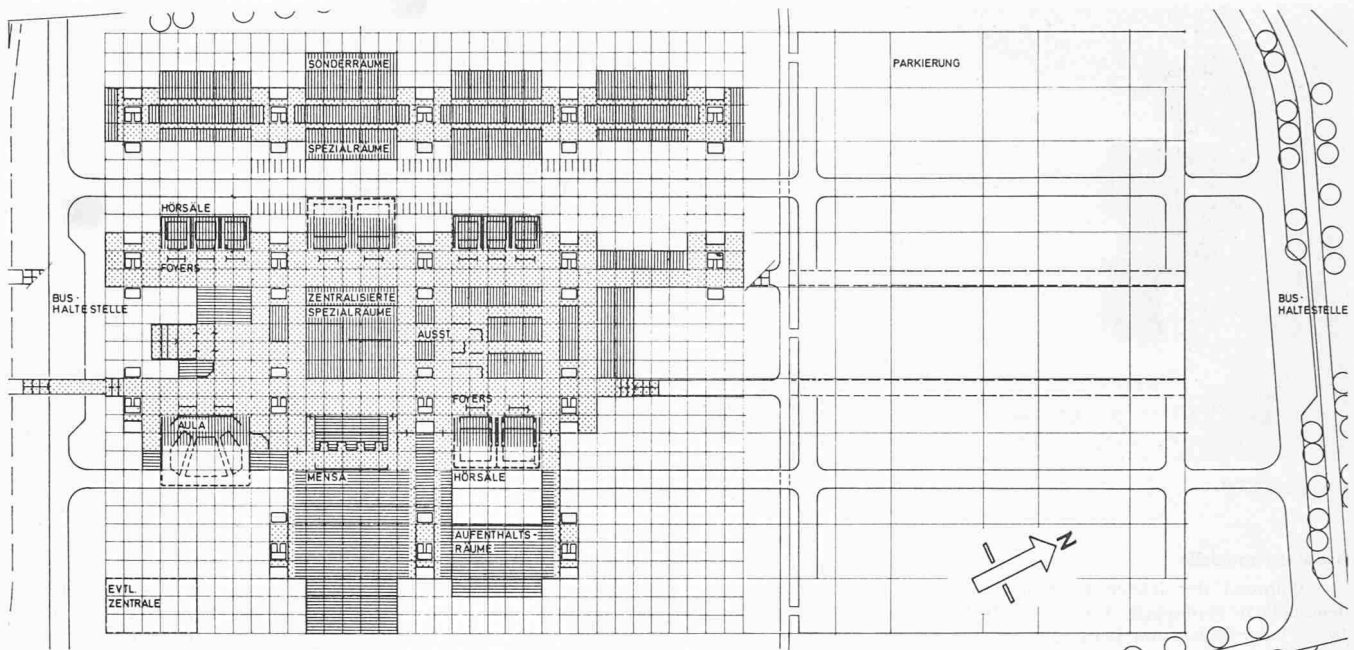 SONDERRÄUME
PARKIERUNG
SPEZIALRÄUME
HÖRSÄLE
FOYERS
BUS-
HALTESTELLE
ZENTRALISIERTE
SPEZIALRÄUME
AUSST.
BUS-
HALTESTELLE
FOYERS
AULA
MENSA
HÖRSÄLE
AUFENTHALTS-
RÄUME
N
EVTL.
ZENTRALE